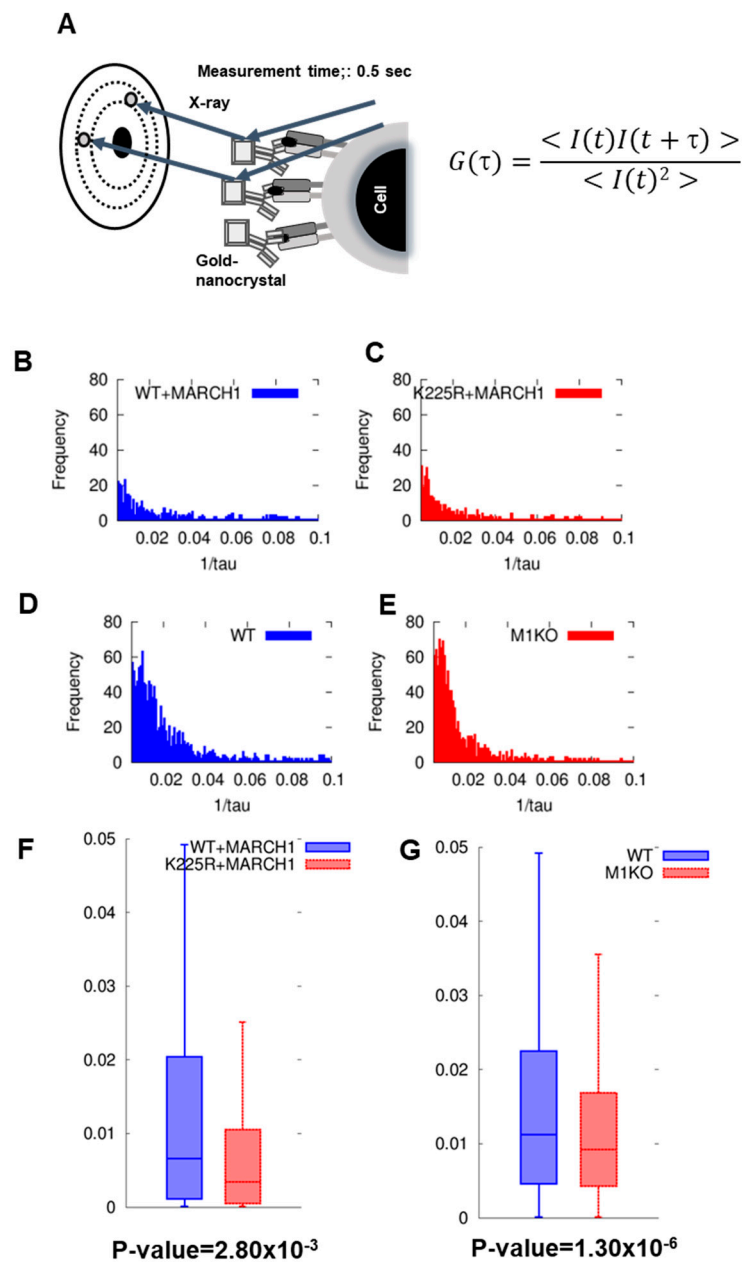 A
Measurement time;: 0.5 sec
X-ray
Cell
Gold-
nanocrystal
G(τ) = < I(t)I(t + τ) > / < I(t)² >
B
WT+MARCH1
80
60
40
20
0
Frequency
0.02 0.04 0.06 0.08 0.1
1/tau
C
K225R+MARCH1
80
60
40
20
0
Frequency
0.02 0.04 0.06 0.08 0.1
1/tau
D
WT
80
60
40
20
0
Frequency
0.02 0.04 0.06 0.08 0.1
1/tau
E
M1KO
80
60
40
20
0
Frequency
0.02 0.04 0.06 0.08 0.1
1/tau
F
WT+MARCH1
K225R+MARCH1
0.05
0.04
0.03
0.02
0.01
0
P-value=2.80x10⁻³
G
WT
M1KO
0.05
0.04
0.03
0.02
0.01
0
P-value=1.30x10⁻⁶